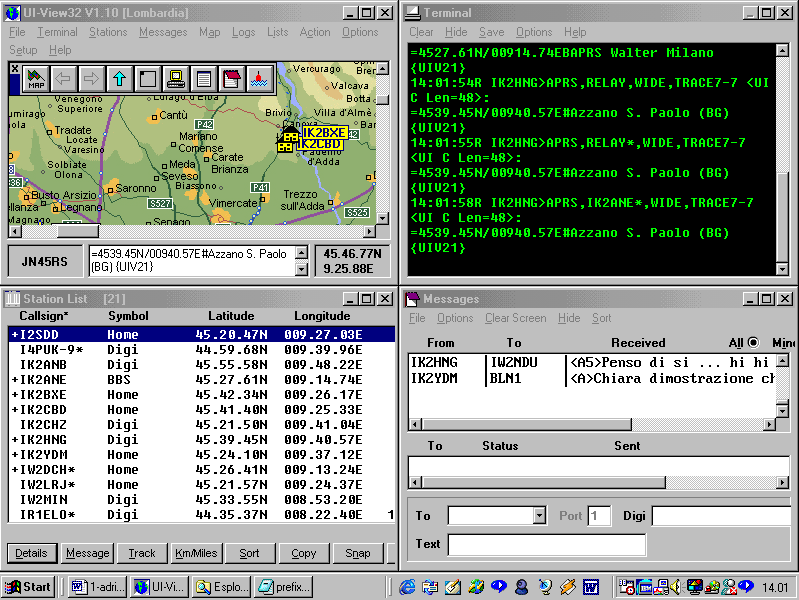 UI-View32 V1.10 [Lombardia]
File Terminal Stations Messages Map Logs Lists Action Options
Setup Help
MAP
Vercurago
Valcava
Venegono
Superiore
Cantù
Brivio
Botta
Villa d'Almè
Tradate
Locate
Varesino
P42
Mariano
Comense
IK2BXE
IK2CBD
Paderno
d'Adda
Carate
Brianza
Meda
Seveso
Biassono
Solbiate
Olona
Saronno
P41
Trezzo
sull'Adda
Busto Arsizio
Legnano
S527
Vimercate
S525
Magnago
JN45RS
=4539.45N/00940.57E#Azzano S. Paolo
(BG) {UIV21}
45.46.77N
9.25.88E
Terminal
Clear Hide Save Options Help
=4527.61N/00914.74EBAPRS Walter Milano
{UIV21}
14:01:54R IK2HNG>APRS,RELAY,WIDE,TRACE7-7 <UI
C Len=48>:
=4539.45N/00940.57E#Azzano S. Paolo (BG)
{UIV21}
14:01:55R IK2HNG>APRS,RELAY*,WIDE,TRACE7-7
<UI C Len=48>:
=4539.45N/00940.57E#Azzano S. Paolo (BG)
{UIV21}
14:01:58R IK2HNG>APRS,IK2ANE*,WIDE,TRACE7-7
<UI C Len=48>:
=4539.45N/00940.57E#Azzano S. Paolo (BG)
{UIV21}
Station List [21]
Callsign* Symbol Latitude Longitude
+I2SDD Home 45.20.47N 009.27.03E
I4PUK-9* Digi 44.59.68N 009.39.96E
IK2ANB Digi 45.55.58N 009.48.22E
+IK2ANE BBS 45.27.61N 009.14.74E
+IK2BXE Home 45.42.34N 009.26.17E
+IK2CBD Home 45.41.40N 009.25.33E
IK2CHZ Digi 45.21.50N 009.41.04E
+IK2HNG Digi 45.39.45N 009.40.57E
+IK2YDM Home 45.24.10N 009.37.12E
+IW2DCH* Home 45.26.41N 009.13.24E
IW2LRJ* Home 45.21.57N 009.24.37E
IW2MIN Digi 45.33.55N 008.53.20E
IR1ELO* Digi 44.35.37N 008.22.40E 1
Details Message Track Km/Miles Sort Copy Snap
Messages
File Options Clear Screen Hide Sort
From To Received All Mine
IK2HNG IW2NDU <A5>Penso di si ... hi hi
IK2YDM BLN1 <A>Chiara dimostrazione ch
To Status Sent
To Port 1 Digi
Text
Start 1-adri... UI-Vi... Esplo... prefix... 14.01